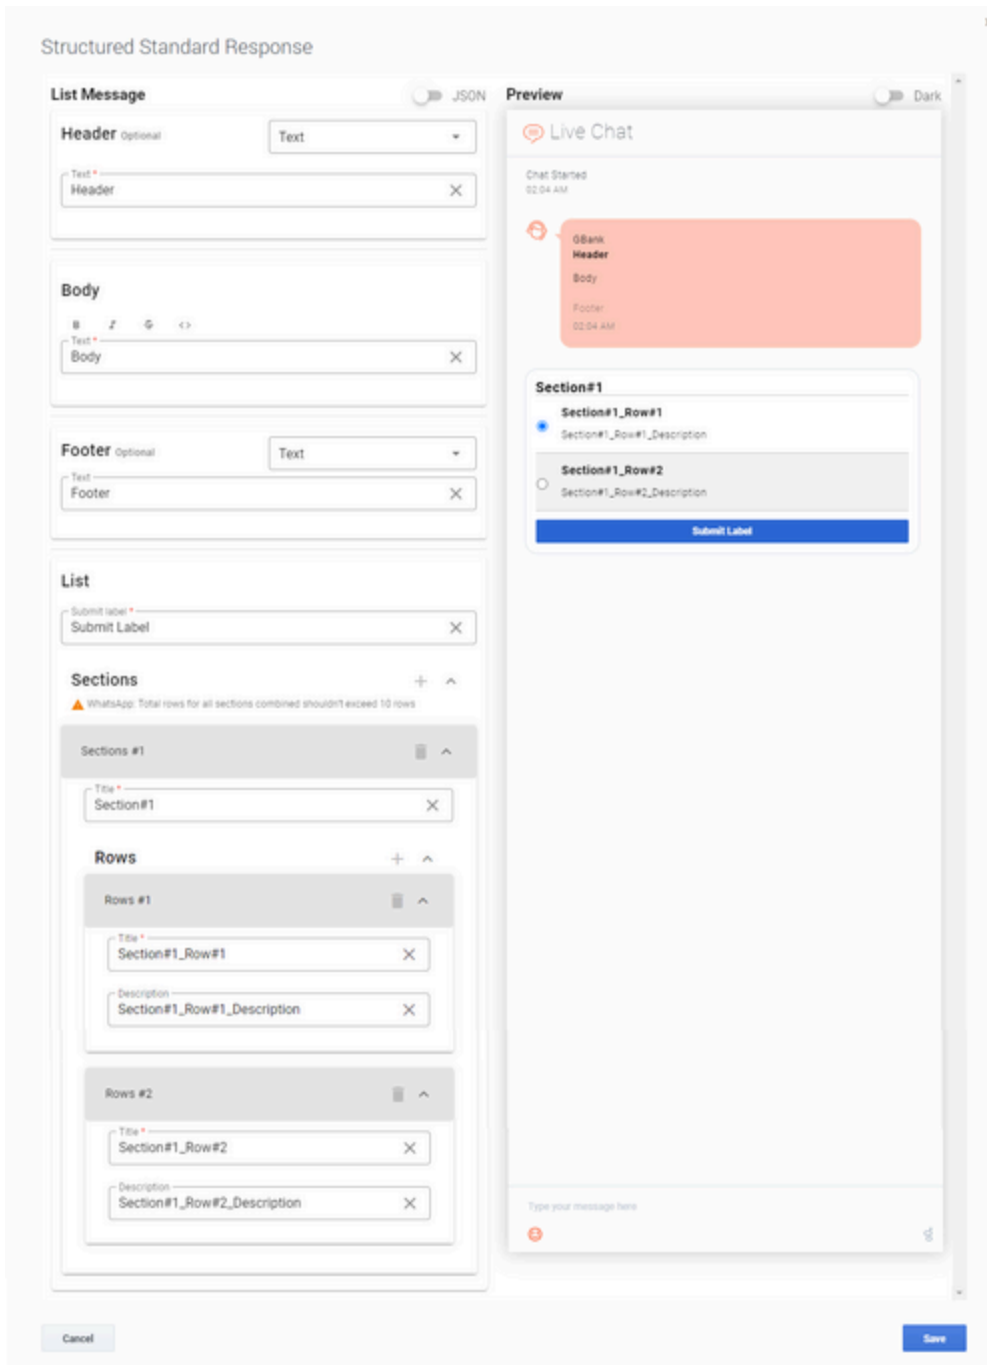 Structured Standard Response
List Message
JSON
Header Optional
Text
Text *
Header
Body
B I S <>
Text *
Body
Footer Optional
Text
Text
Footer
List
Submit label *
Submit Label
Sections
WhatsApp: Total rows for all sections combined shouldn't exceed 10 rows
Sections #1
Title *
Section#1
Rows
Rows #1
Title *
Section#1_Row#1
Description
Section#1_Row#1_Description
Rows #2
Title *
Section#1_Row#2
Description
Section#1_Row#2_Description
Cancel
Preview
Dark
Live Chat
Chat Started
02:04 AM
GBank
Header
Body
Footer
02:04 AM
Section#1
Section#1_Row#1
Section#1_Row#1_Description
Section#1_Row#2
Section#1_Row#2_Description
Submit Label
Type your message here
Save